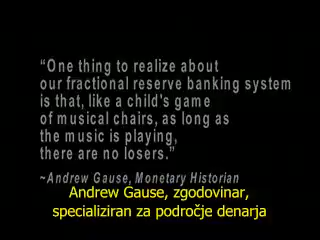 “One thing to realize about
our fractional reserve banking system
is that, like a child's game
of musical chairs, as long as
the music is playing,
there are no losers.”
~Andrew Gause, Monetary Historian
Andrew Gause, zgodovinar,
specializiran za področje denarja